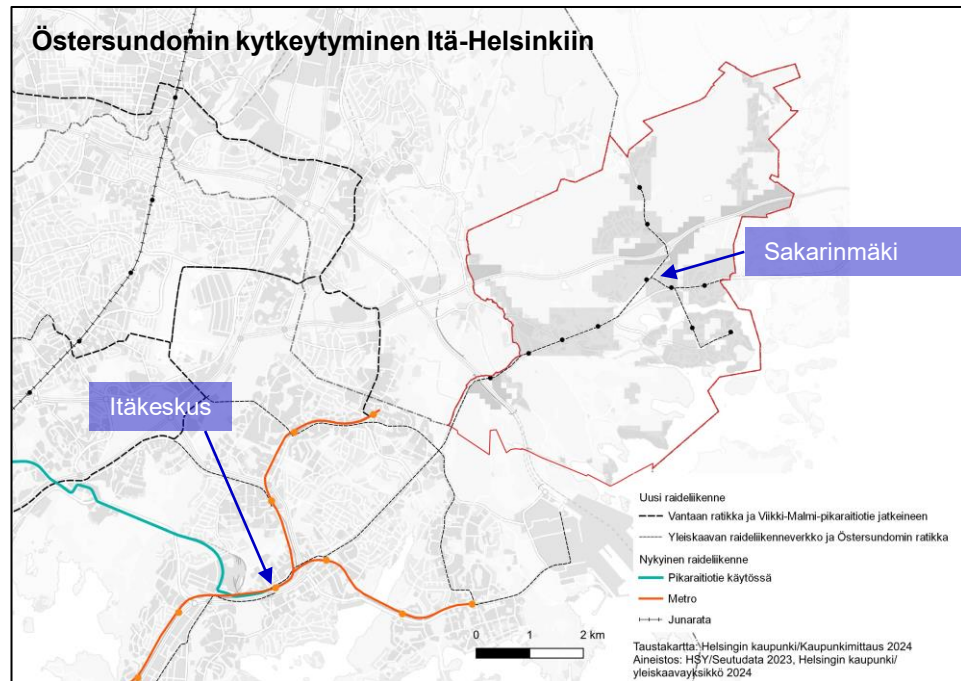 Östersundomin kytkeytyminen Itä-Helsinkiin
Sakarinmäki
Itäkeskus
Uusi raideliikenne
Vantaan ratikka ja Viikki-Malmi-pikaraitiotie jatkeineen
Yleiskaavan raideliikenneverkko ja Östersundomin ratikka
Nykyinen raideliikenne
Pikaraitiotie käytössä
Metro
Junarata
0 1 2 km
Taustakartta: Helsingin kaupunki/Kaupunkimittaus 2024
Aineistot: HSY/Seutudata 2023, Helsingin kaupunki/
yleiskaavayksikkö 2024